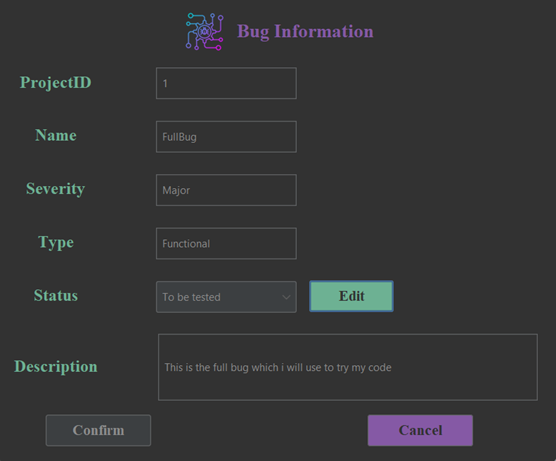 Bug Information
ProjectID
1
Name
FullBug
Severity
Major
Type
Functional
Status
To be tested
Edit
Description
This is the full bug which i will use to try my code
Confirm
Cancel